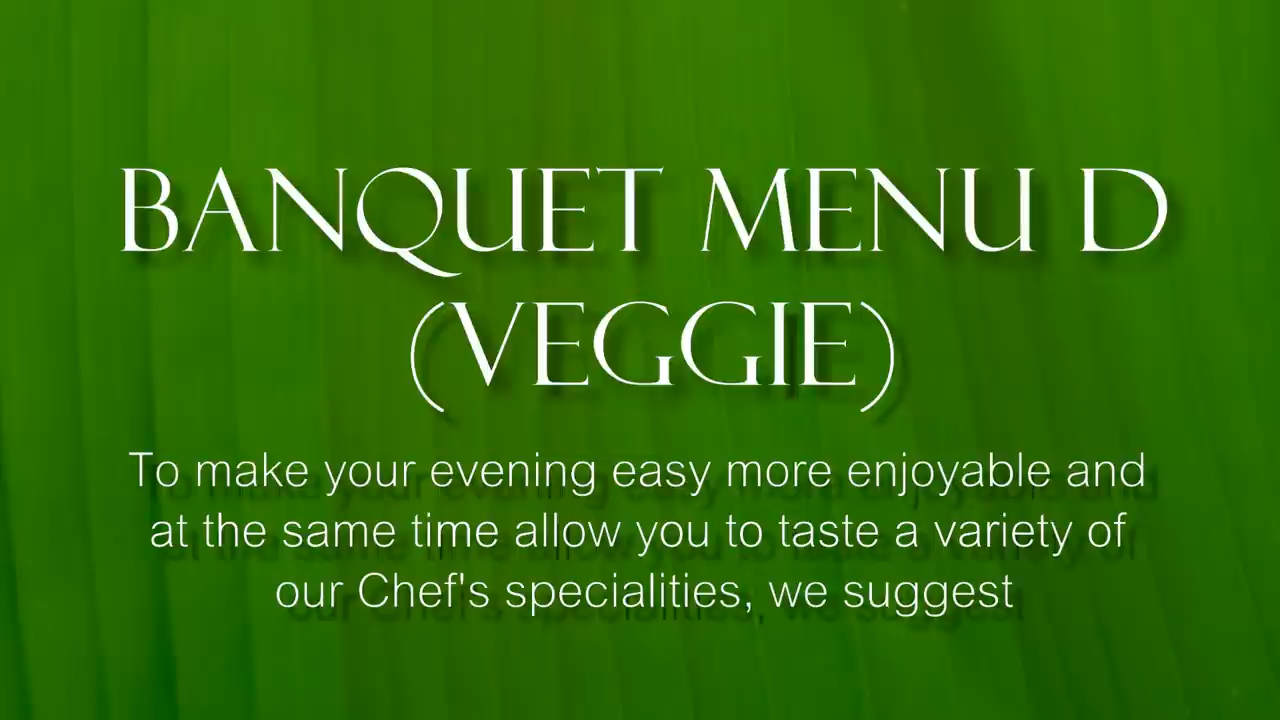 BANQUET MENU D
(VEGGIE)
To make your evening easy more enjoyable and
at the same time allow you to taste a variety of
our Chef's specialities, we suggest